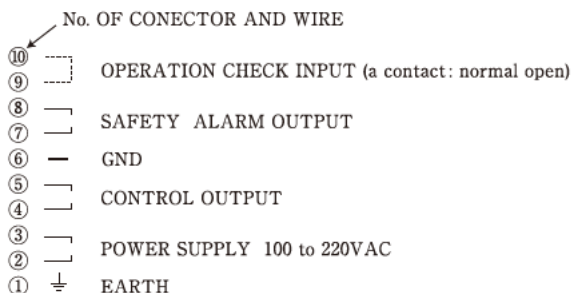 No. OF CONECTOR AND WIRE
⑩
⑨ OPERATION CHECK INPUT (a contact: normal open)
⑧
⑦ SAFETY ALARM OUTPUT
⑥ GND
⑤
④ CONTROL OUTPUT
③
② POWER SUPPLY 100 to 220VAC
① EARTH